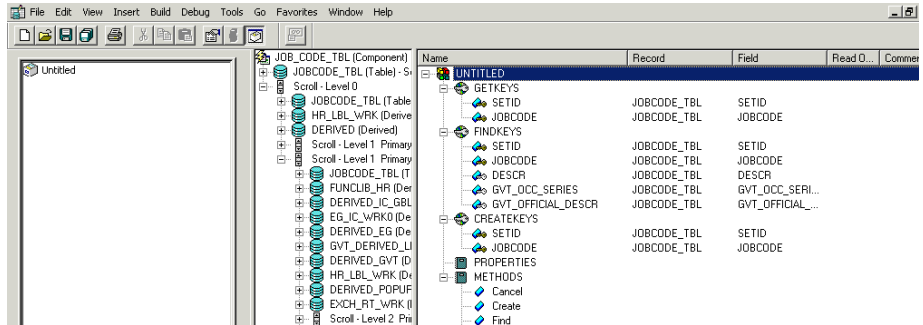 File Edit View Insert Build Debug Tools Go Favorites Window Help
Untitled
JOB_CODE_TBL (Component)
JOBCODE_TBL (Table) - S
Scroll - Level 0
JOBCODE_TBL (Table
HR_LBL_WRK (Derive
DERIVED (Derived)
Scroll - Level 1 Primary
Scroll - Level 1 Primary
JOBCODE_TBL (T
FUNCLIB_HR (Der
DERIVED_IC_GBL
EG_IC_WRK0 (De
DERIVED_EG (De
GVT_DERIVED_LI
DERIVED_GVT (D
HR_LBL_WRK (De
DERIVED_POPUF
EXCH_RT_WRK (
Scroll - Level 2 Pri
Name Record Field Read O... Commen
UNTITLED
GETKEYS
SETID JOBCODE_TBL SETID
JOBCODE JOBCODE_TBL JOBCODE
FINDKEYS
SETID JOBCODE_TBL SETID
JOBCODE JOBCODE_TBL JOBCODE
DESCR JOBCODE_TBL DESCR
GVT_OCC_SERIES JOBCODE_TBL GVT_OCC_SERI...
GVT_OFFICIAL_DESCR JOBCODE_TBL GVT_OFFICIAL_...
CREATEKEYS
SETID JOBCODE_TBL SETID
JOBCODE JOBCODE_TBL JOBCODE
PROPERTIES
METHODS
Cancel
Create
Find